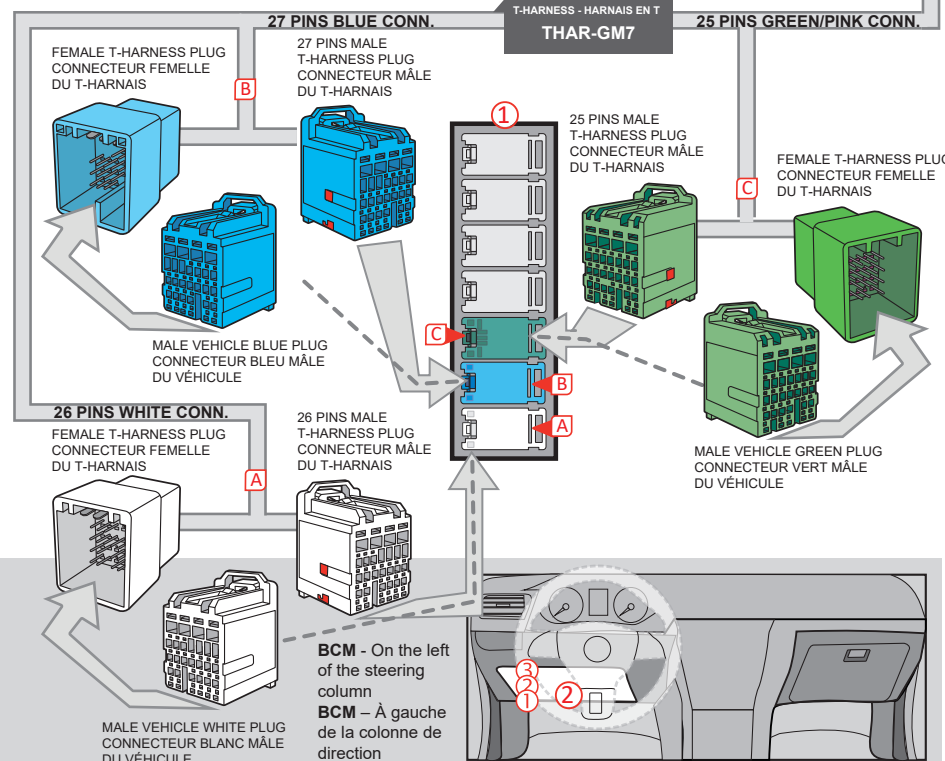 T-HARNESS - HARNAIS EN T
THAR-GM7
27 PINS BLUE CONN.
25 PINS GREEN/PINK CONN.
FEMALE T-HARNESS PLUG
CONNECTEUR FEMELLE
DU T-HARNAIS
B
27 PINS MALE
T-HARNESS PLUG
CONNECTEUR MÂLE
DU T-HARNAIS
1
25 PINS MALE
T-HARNESS PLUG
CONNECTEUR MÂLE
DU T-HARNAIS
C
FEMALE T-HARNESS PLUG
CONNECTEUR FEMELLE
DU T-HARNAIS
MALE VEHICLE BLUE PLUG
CONNECTEUR BLEU MÂLE
DU VÉHICULE
C
B
A
26 PINS WHITE CONN.
FEMALE T-HARNESS PLUG
CONNECTEUR FEMELLE
DU T-HARNAIS
A
26 PINS MALE
T-HARNESS PLUG
CONNECTEUR MÂLE
DU T-HARNAIS
MALE VEHICLE GREEN PLUG
CONNECTEUR VERT MÂLE
DU VÉHICULE
MALE VEHICLE WHITE PLUG
CONNECTEUR BLANC MÂLE
DU VÉHICULE
BCM - On the left
of the steering
column
BCM – À gauche
de la colonne de
direction
3
2
1
2